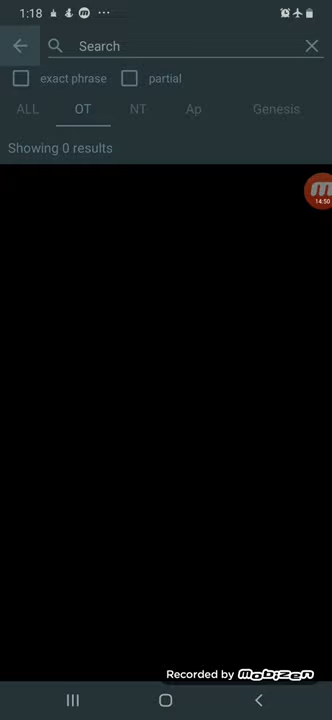 1:18
Search
exact phrase partial
ALL OT NT Ap Genesis
Showing 0 results
14:50
Recorded by Mobizen